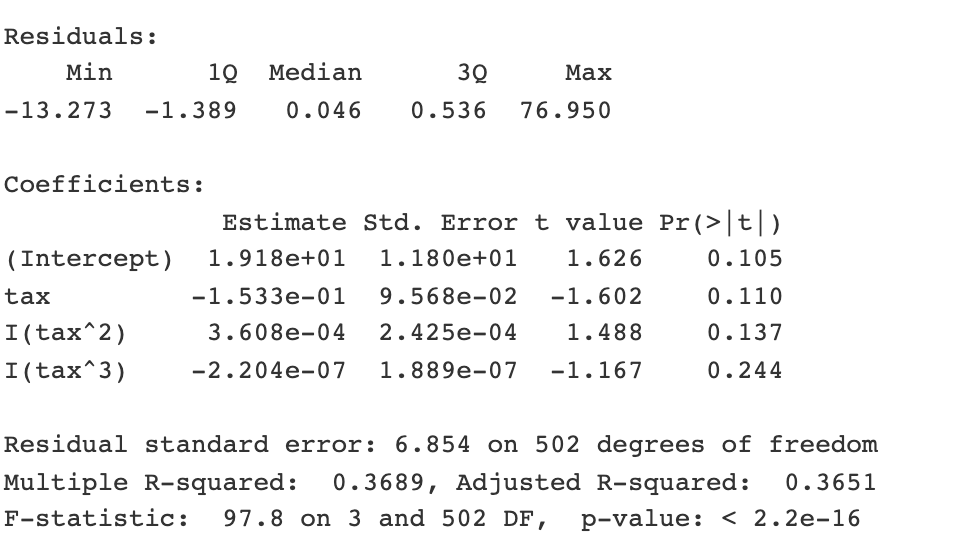 Residuals:
    Min      1Q  Median      3Q     Max
-13.273  -1.389   0.046   0.536  76.950
Coefficients:
              Estimate Std. Error t value Pr(>|t|)
(Intercept)  1.918e+01  1.180e+01   1.626    0.105
tax         -1.533e-01  9.568e-02  -1.602    0.110
I(tax^2)     3.608e-04  2.425e-04   1.488    0.137
I(tax^3)    -2.204e-07  1.889e-07  -1.167    0.244
Residual standard error: 6.854 on 502 degrees of freedom
Multiple R-squared:  0.3689, Adjusted R-squared:  0.3651
F-statistic:  97.8 on 3 and 502 DF,  p-value: < 2.2e-16